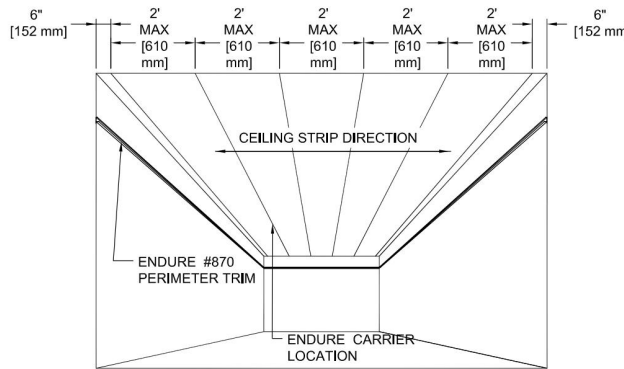 6"
[152 mm]
2'
MAX
[610
mm]
2'
MAX
[610
mm]
2'
MAX
[610
mm]
2'
MAX
[610
mm]
2'
MAX
[610
mm]
6"
[152 mm]
CEILING STRIP DIRECTION
ENDURE #870
PERIMETER TRIM
ENDURE CARRIER
LOCATION